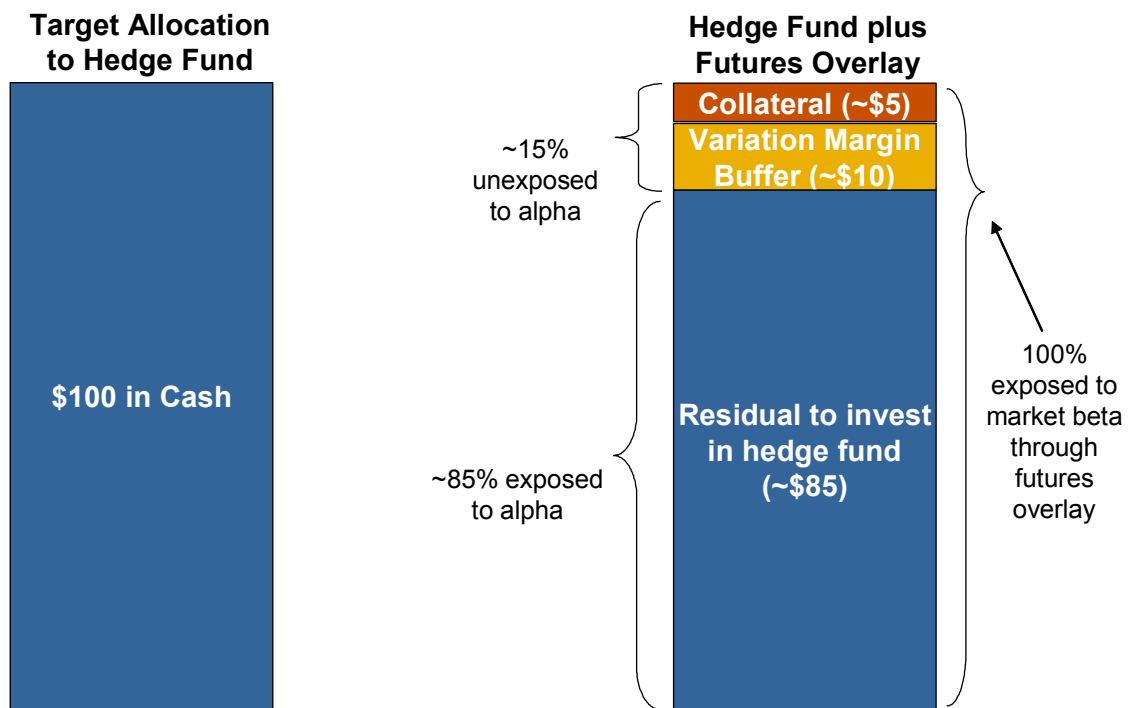 Target Allocation
to Hedge Fund
$100 in Cash
Hedge Fund plus
Futures Overlay
Collateral (~$5)
Variation Margin
Buffer (~$10)
~15%
unexposed
to alpha
Residual to invest
in hedge fund
(~$85)
~85% exposed
to alpha
100%
exposed to
market beta
through
futures
overlay